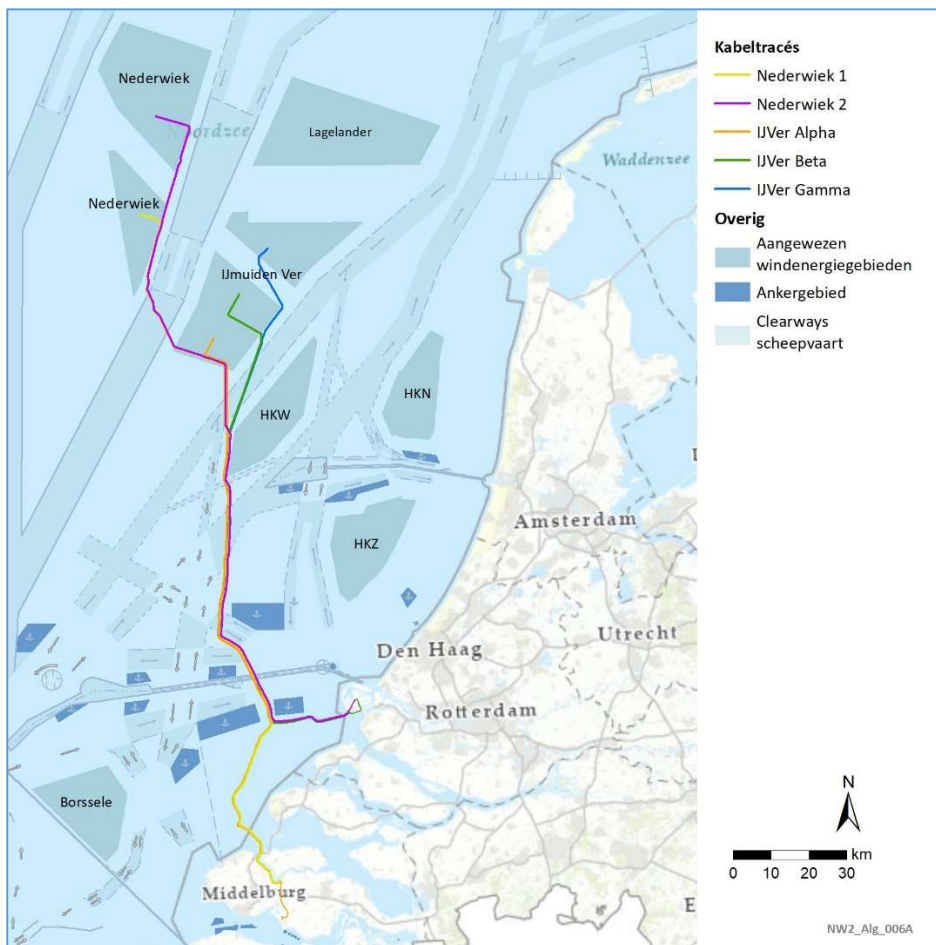 Nederwiek
Noordzee
Lagelander
Waddenzee
Nederwiek
IJmuiden Ver
HKW
HKN
HKZ
Amsterdam
Utrecht
Den Haag
Rotterdam
Borssele
Middelburg
Kabeltracés
Nederwiek 1
Nederwiek 2
IJVer Alpha
IJVer Beta
IJVer Gamma
Overig
Aangewezen
windenergiegebieden
Ankergebied
Clearways
scheepvaart
N
km
0 10 20 30
NW2_Alg_006A